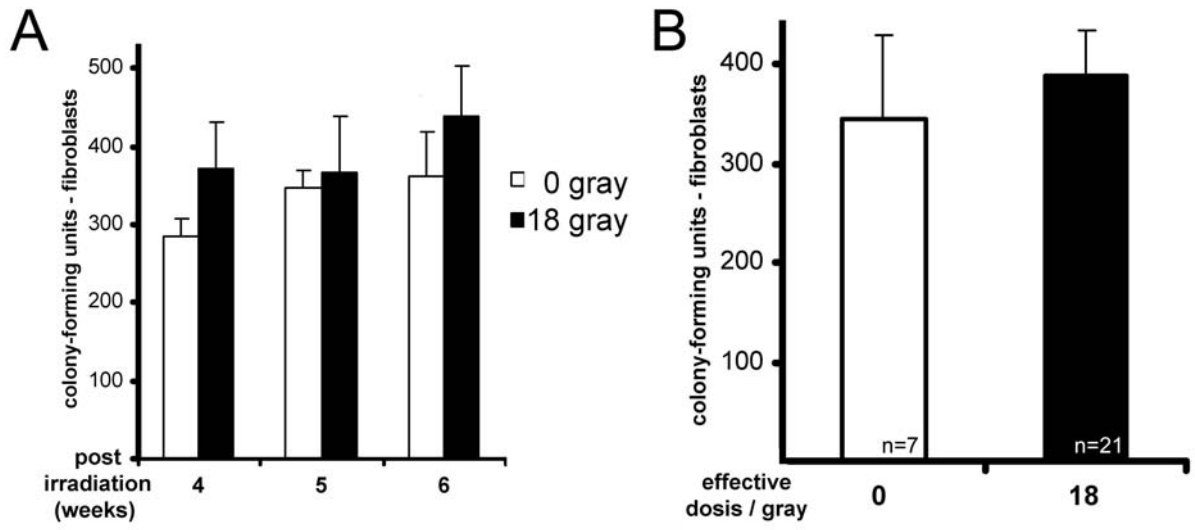 A
colony-forming units - fibroblasts
500
400
300
200
100
post
irradiation
(weeks)
4
5
6
0 gray
18 gray
B
colony-forming units - fibroblasts
400
300
200
100
n=7
n=21
effective
dosis / gray
0
18